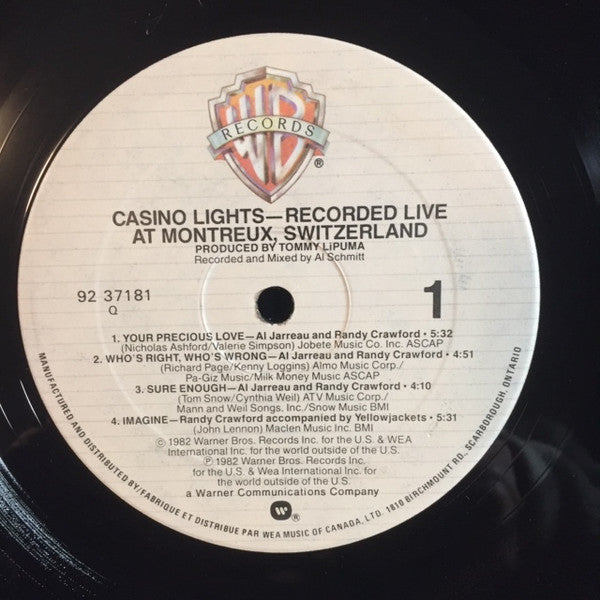 WB
RECORDS
®
CASINO LIGHTS—RECORDED LIVE
AT MONTREUX, SWITZERLAND
PRODUCED BY TOMMY LiPUMA
Recorded and Mixed by Al Schmitt
92 37181
Q
1
1. YOUR PRECIOUS LOVE—Al Jarreau and Randy Crawford • 5:32
(Nicholas Ashford/Valerie Simpson) Jobete Music Co. Inc. ASCAP
2. WHO'S RIGHT, WHO'S WRONG—Al Jarreau and Randy Crawford • 4:51
(Richard Page/Kenny Loggins) Almo Music Corp./
Pa-Giz Music/Milk Money Music ASCAP
3. SURE ENOUGH—Al Jarreau and Randy Crawford • 4:10
(Tom Snow/Cynthia Weil) ATV Music Corp./
Mann and Weil Songs, Inc./Snow Music BMI
4. IMAGINE—Randy Crawford accompanied by Yellowjackets • 5:31
(John Lennon) Maclen Music Inc. BMI
© 1982 Warner Bros. Records Inc. for the U.S. & WEA
International Inc. for the world outside of the U.S.
℗ 1982 Warner Bros. Records Inc.
for the U.S. & Wea International Inc. for
the world outside of the U.S.
a Warner Communications Company
W ®
MANUFACTURED AND DISTRIBUTED BY/FABRIQUE ET DISTRIBUE PAR WEA MUSIC OF CANADA, LTD. 1810 BIRCHMOUNT RD., SCARBOROUGH, ONTARIO